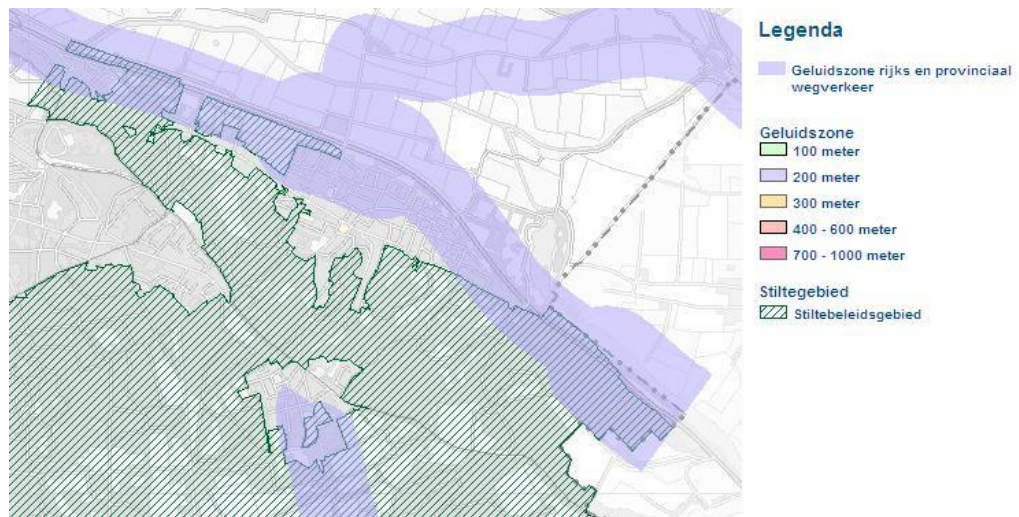 Legenda
Geluidszone rijks en provinciaal
wegverkeer
Geluidszone
100 meter
200 meter
300 meter
400 - 600 meter
700 - 1000 meter
Stiltegebied
Stiltebeleidsgebied